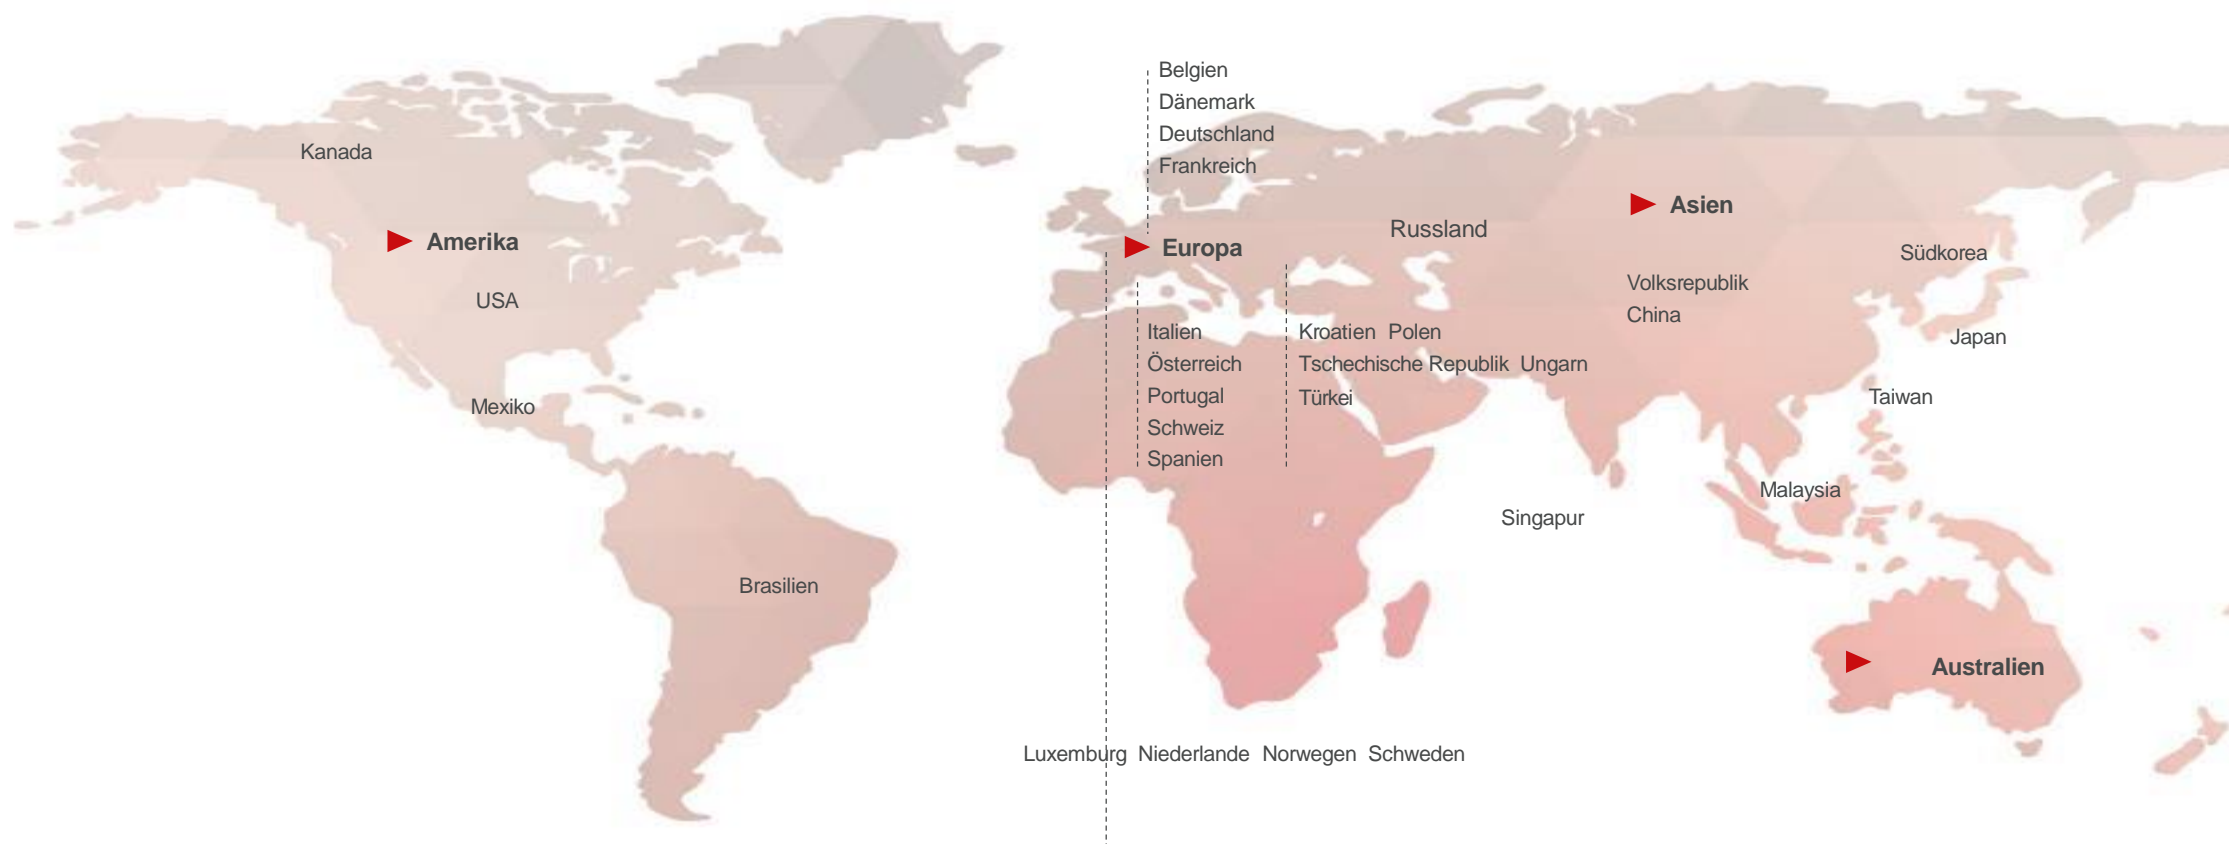 Kanada
Amerika
USA
Mexiko
Brasilien
Belgien
Dänemark
Deutschland
Frankreich
Europa
Italien
Österreich
Portugal
Schweiz
Spanien
Kroatien Polen
Tschechische Republik Ungarn
Türkei
Luxemburg Niederlande Norwegen Schweden
Russland
Asien
Südkorea
Volksrepublik
China
Japan
Taiwan
Malaysia
Singapur
Australien